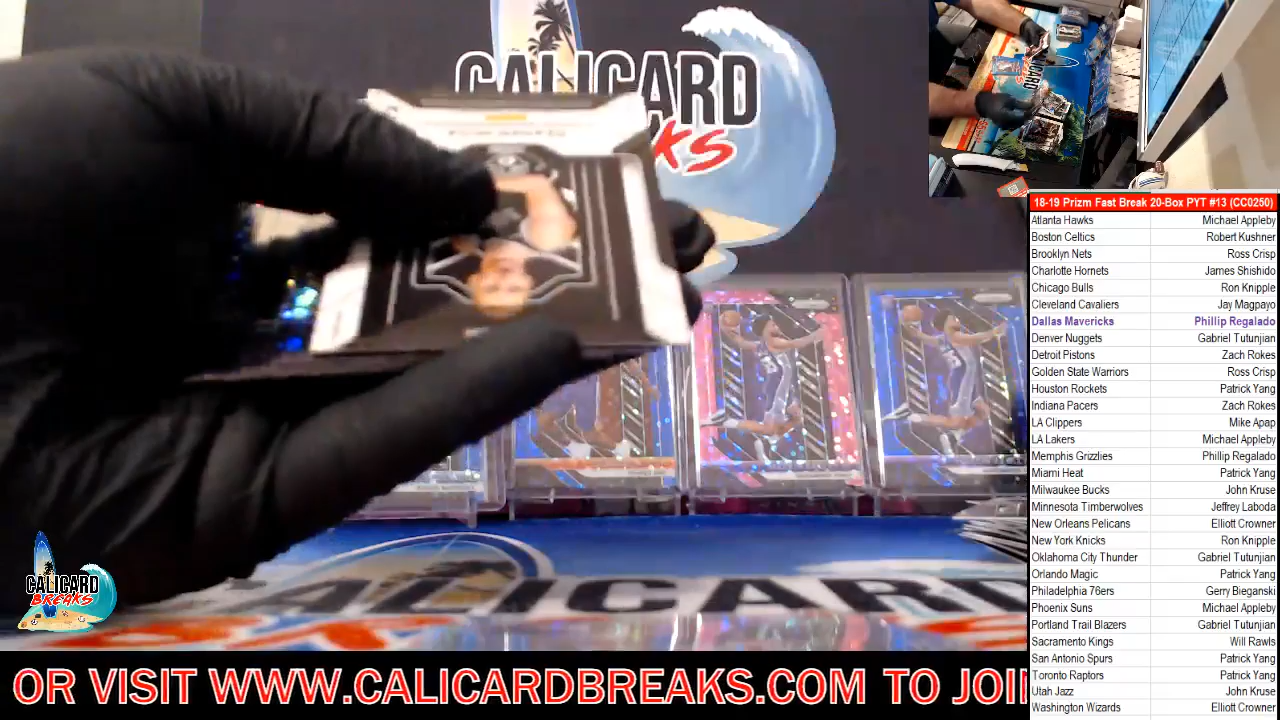 CALICARD
KS
18-19 Prizm Fast Break 20-Box PYT #13 (CC0250)
Atlanta Hawks Michael Appleby
Boston Celtics Robert Kushner
Brooklyn Nets Ross Crisp
Charlotte Hornets James Shishido
Chicago Bulls Ron Knipple
Cleveland Cavaliers Jay Magpayo
Dallas Mavericks Phillip Regalado
Denver Nuggets Gabriel Tutunjian
Detroit Pistons Zach Rokes
Golden State Warriors Ross Crisp
Houston Rockets Patrick Yang
Indiana Pacers Zach Rokes
LA Clippers Mike Apap
LA Lakers Michael Appleby
Memphis Grizzlies Phillip Regalado
Miami Heat Patrick Yang
Milwaukee Bucks John Kruse
Minnesota Timberwolves Jeffrey Laboda
New Orleans Pelicans Elliott Crowner
New York Knicks Ron Knipple
Oklahoma City Thunder Gabriel Tutunjian
Orlando Magic Patrick Yang
Philadelphia 76ers Gerry Bieganski
Phoenix Suns Michael Appleby
Portland Trail Blazers Gabriel Tutunjian
Sacramento Kings Will Rawls
San Antonio Spurs Patrick Yang
Toronto Raptors Patrick Yang
Utah Jazz John Kruse
Washington Wizards Elliott Crowner
CALICARD
BREAKS
ALICARD
OR VISIT WWW.CALICARDBREAKS.COM TO JOI